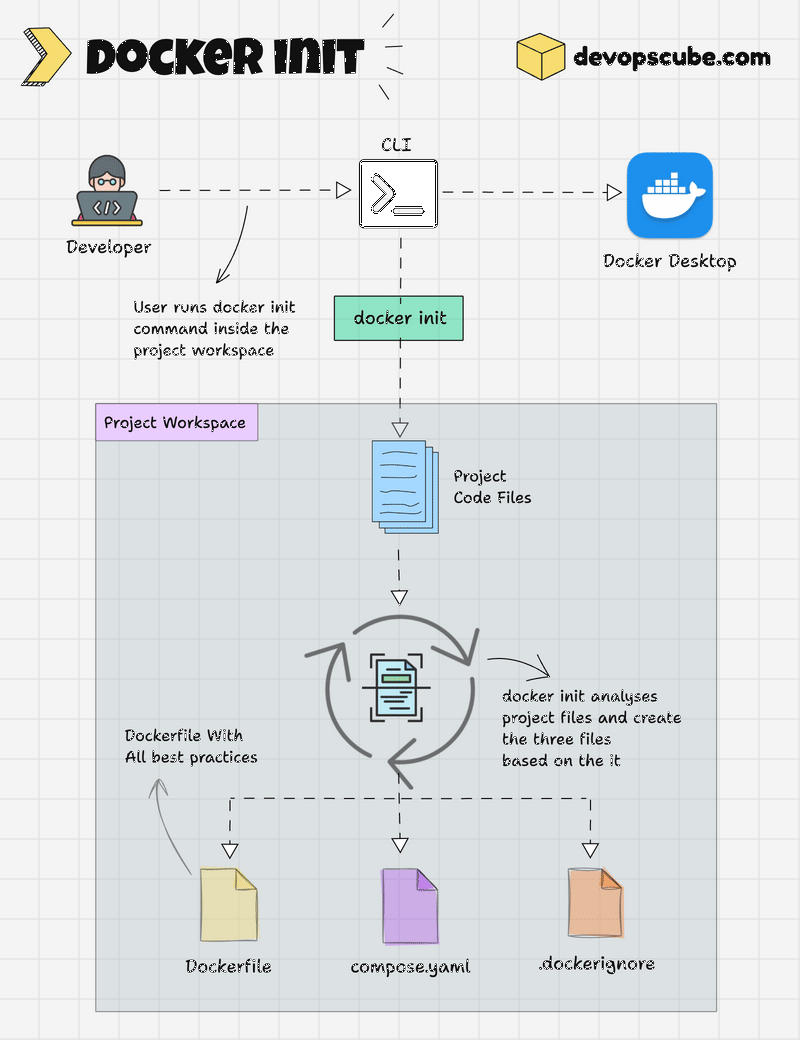 DOCKER INIT
devopscube.com
CLI
</>
Developer
Docker Desktop
User runs docker init
command inside the
project workspace
docker init
Project Workspace
Project
Code Files
docker init analyses
project files and create
the three files
based on the it
Dockerfile With
All best practices
Dockerfile
compose.yaml
.dockerignore